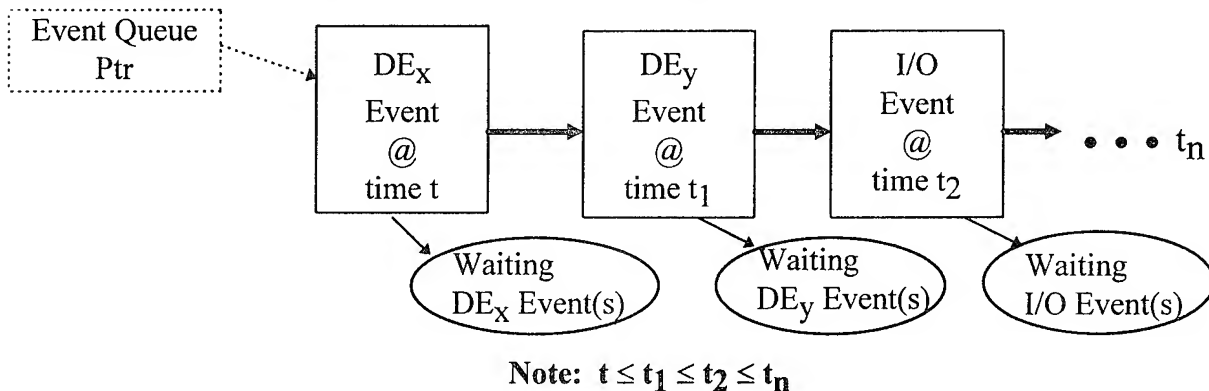 Event Queue
Ptr
DEx
Event
@
time t
DEy
Event
@
time t1
I/O
Event
@
time t2
• • • tn
Waiting
DEx Event(s)
Waiting
DEy Event(s)
Waiting
I/O Event(s)
Note: t ≤ t1 ≤ t2 ≤ tn